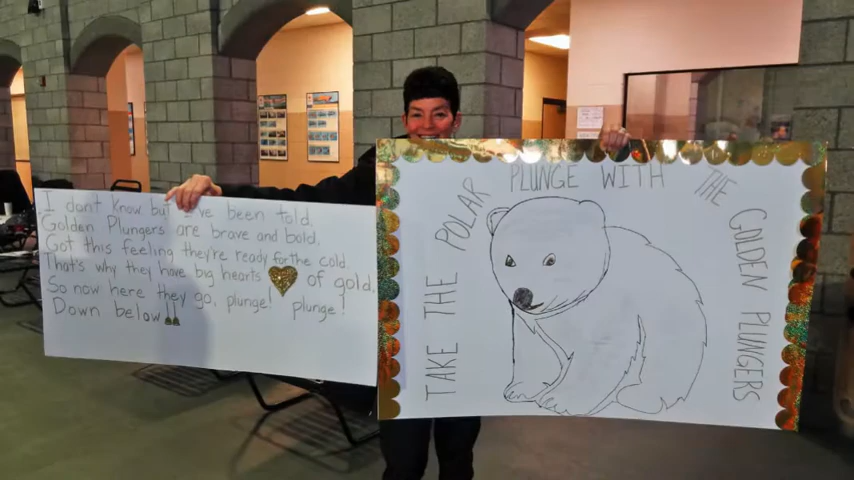 I don't know but I've been told,
Golden Plungers are brave and bold.
Got this feeling they're ready for the cold.
That's why they have big hearts of gold.
So now here they go, plunge! plunge!
Down below!!
TAKE THE POLAR PLUNGE WITH THE GOLDEN PLUNGERS